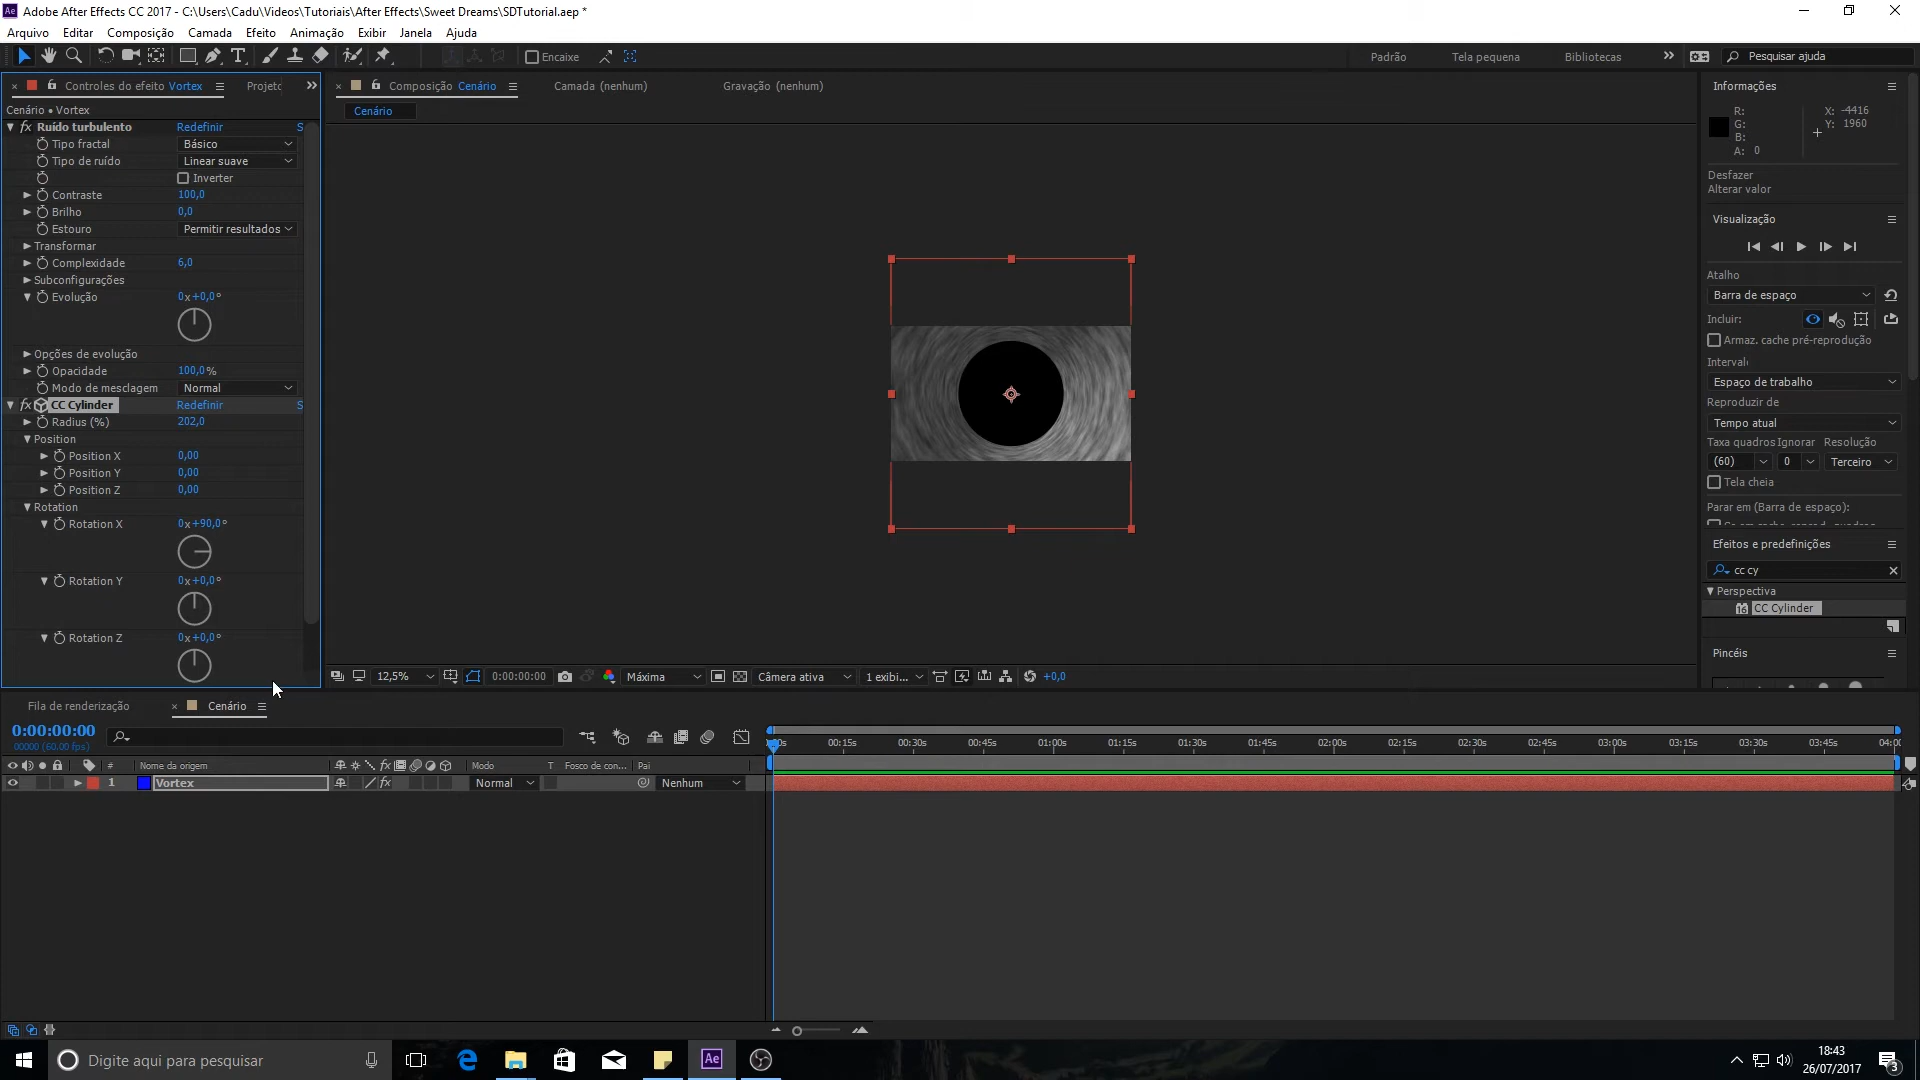 Adobe After Effects CC 2017 - C:\Users\Cadu\Videos\Tutoriais\After Effects\Sweet Dreams\SDTutorial.aep *
Arquivo Editar Composição Camada Efeito Animação Exibir Janela Ajuda
Encaixe
Padrão Tela pequena Bibliotecas
Pesquisar ajuda
Controles do efeito Vortex
Projeto
Cenário • Vortex
fx Ruído turbulento Redefinir S
Tipo fractal Básico
Tipo de ruído Linear suave
Inverter
Contraste 100,0
Brilho 0,0
Estouro Permitir resultados
Transformar
Complexidade 6,0
Subconfigurações
Evolução 0x+0,0°
Opções de evolução
Opacidade 100,0%
Modo de mesclagem Normal
fx CC Cylinder Redefinir S
Radius (%) 202,0
Position
Position X 0,00
Position Y 0,00
Position Z 0,00
Rotation
Rotation X 0x+90,0°
Rotation Y 0x+0,0°
Rotation Z 0x+0,0°
Composição Cenário
Camada (nenhum)
Gravação (nenhum)
Cenário
12,5%
0:00:00:00
Máxima
Câmera ativa
1 exibi...
+0,0
Informações
R:
G:
B:
A: 0
X: -4416
Y: 1960
Desfazer
Alterar valor
Visualização
Atalho
Barra de espaço
Incluir:
Armaz. cache pré-reprodução
Espaço de trabalho
Reproduzir de
Tempo atual
Taxa quadros Ignorar Resolução
(60) 0 Terceiro
Tela cheia
Parar em (Barra de espaço):
Efeitos e predefinições
cc cy
Perspectiva
CC Cylinder
Pincéis
Fila de renderização
Cenário
0:00:00:00
00000 (60.00 fps)
# Nome da origem fx Modo T Fosco de con... Pai
1 Vortex fx Normal Nenhum
00:15s 00:30s 00:45s 01:00s 01:15s 01:30s 01:45s 02:00s 02:15s 02:30s 02:45s 03:00s 03:15s 03:30s 03:45s
Digite aqui para pesquisar
Ae
18:43
26/07/2017
3